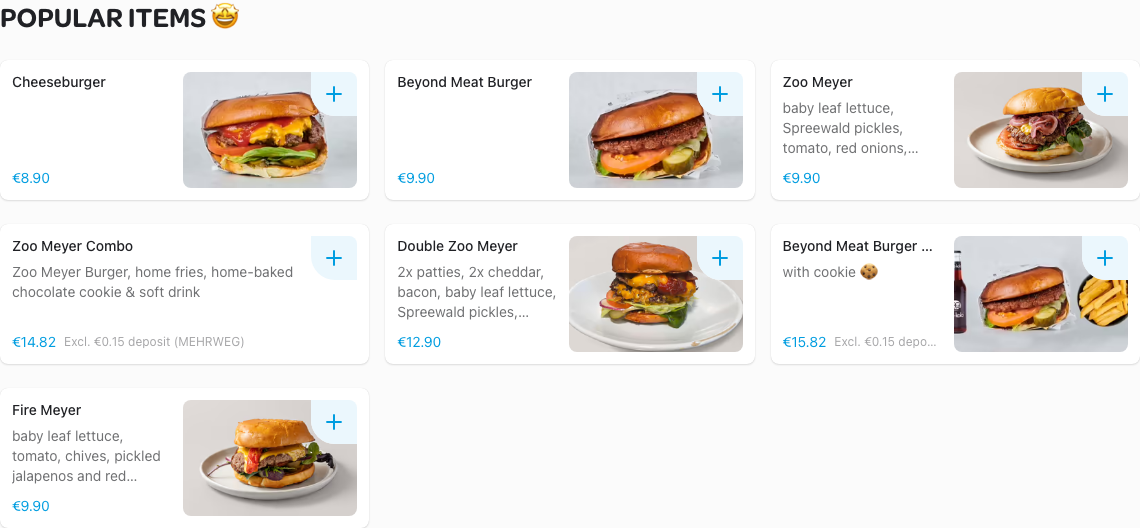 POPULAR ITEMS 🤩
Cheeseburger
€8.90
Beyond Meat Burger
€9.90
Zoo Meyer
baby leaf lettuce,
Spreewald pickles,
tomato, red onions,...
€9.90
Zoo Meyer Combo
Zoo Meyer Burger, home fries, home-baked
chocolate cookie & soft drink
€14.82 Excl. €0.15 deposit (MEHRWEG)
Double Zoo Meyer
2x patties, 2x cheddar,
bacon, baby leaf lettuce,
Spreewald pickles,...
€12.90
Beyond Meat Burger ...
with cookie 🍪
€15.82 Excl. €0.15 depo...
Fire Meyer
baby leaf lettuce,
tomato, chives, pickled
jalapenos and red...
€9.90